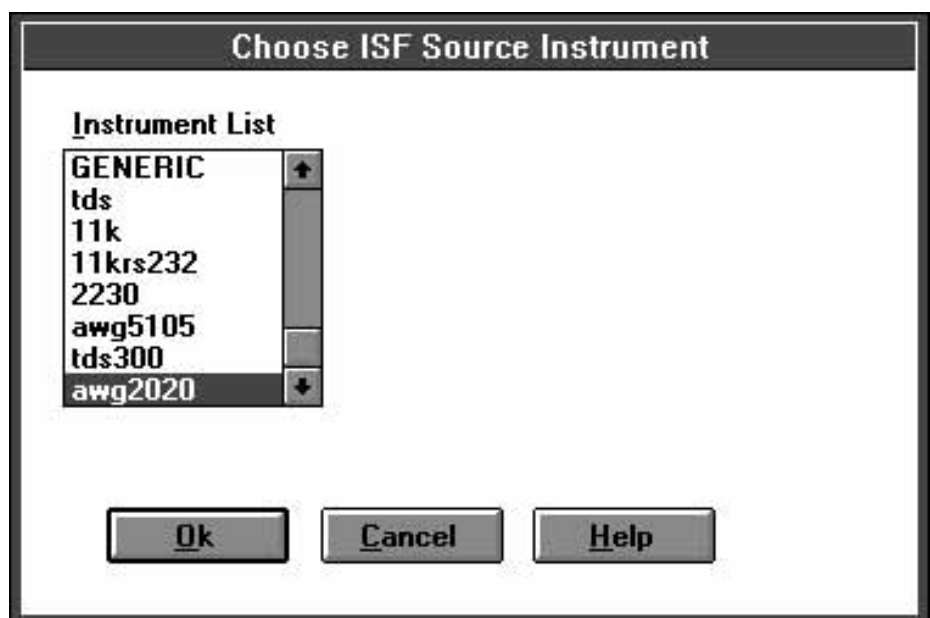 Choose ISF Source Instrument
Instrument List
GENERIC
tds
11k
11krs232
2230
awg5105
tds300
awg2020
Ok Cancel Help